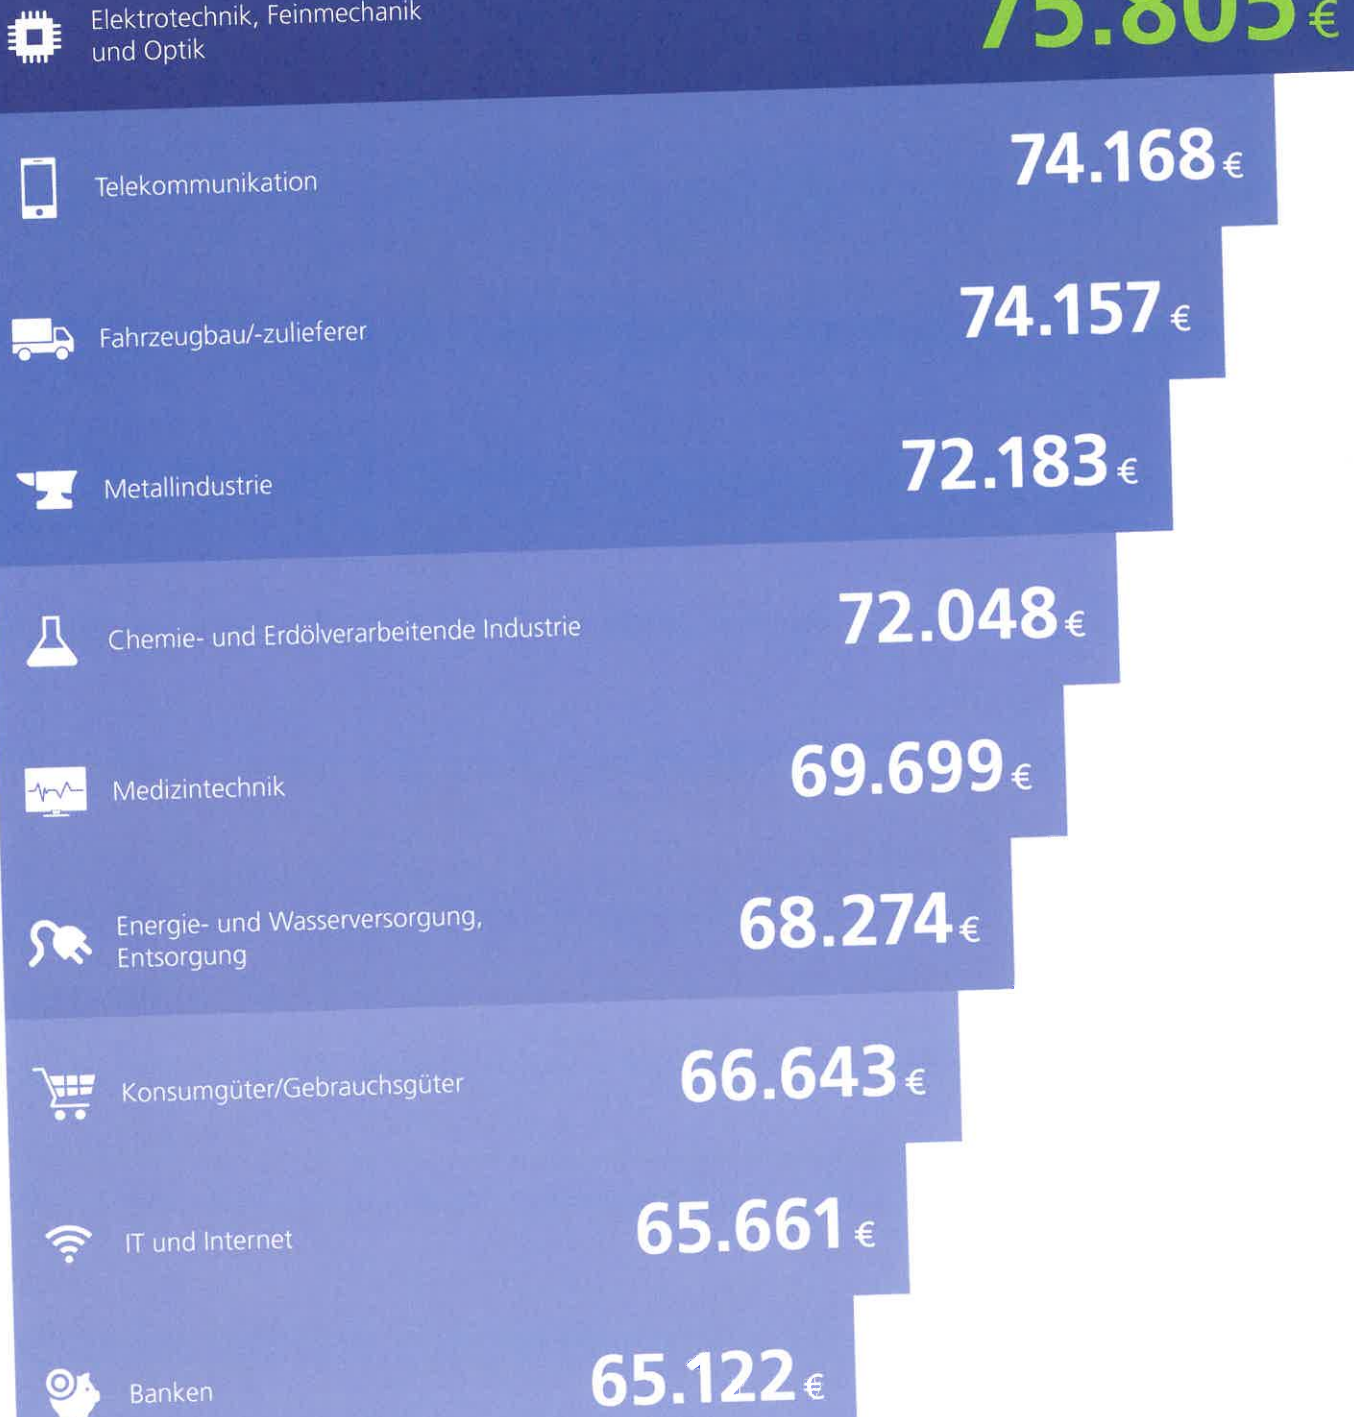 Elektrotechnik, Feinmechanik
und Optik
75.805 €
Telekommunikation
74.168 €
Fahrzeugbau/-zulieferer
74.157 €
Metallindustrie
72.183 €
Chemie- und Erdölverarbeitende Industrie
72.048 €
Medizintechnik
69.699 €
Energie- und Wasserversorgung,
Entsorgung
68.274 €
Konsumgüter/Gebrauchsgüter
66.643 €
IT und Internet
65.661 €
Banken
65.122 €